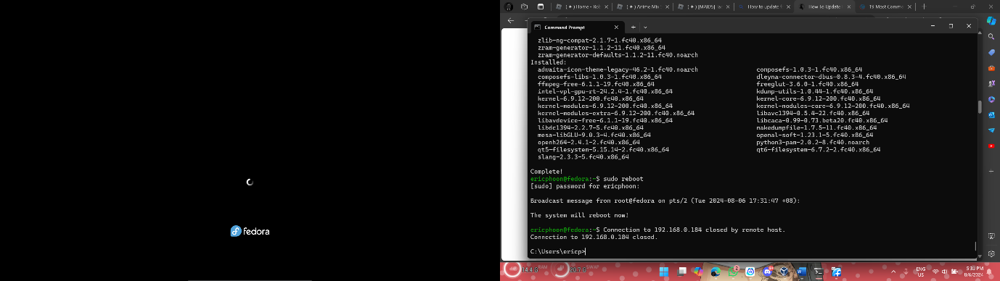 fedora
(✦) Home - Rob
(✦) Anime Mix
(✦) [MAIDS]
How to update f
How To Update
19 Most Comm
Command Prompt
zlib-ng-compat-2.1.7-1.fc40.x86_64
zram-generator-1.1.2-11.fc40.x86_64
zram-generator-defaults-1.1.2-11.fc40.noarch
Installed:
adwaita-icon-theme-legacy-46.2-1.fc40.noarch composefs-1.0.3-1.fc40.x86_64
composefs-libs-1.0.3-1.fc40.x86_64 dleyna-connector-dbus-0.8.3-4.fc40.x86_64
ffmpeg-free-6.1.1-19.fc40.x86_64 freeglut-3.6.0-1.fc40.x86_64
intel-vpl-gpu-rt-24.2.4-1.fc40.x86_64 kdump-utils-1.0.44-1.fc40.x86_64
kernel-6.9.12-200.fc40.x86_64 kernel-core-6.9.12-200.fc40.x86_64
kernel-modules-6.9.12-200.fc40.x86_64 kernel-modules-core-6.9.12-200.fc40.x86_64
kernel-modules-extra-6.9.12-200.fc40.x86_64 libavc1394-0.5.4-22.fc40.x86_64
libavdevice-free-6.1.1-19.fc40.x86_64 libcaca-0.99-0.73.beta20.fc40.x86_64
libdc1394-2.2.7-5.fc40.x86_64 makedumpfile-1.7.5-11.fc40.x86_64
mesa-libGLU-9.0.3-4.fc40.x86_64 openal-soft-1.23.1-5.fc40.x86_64
openh264-2.4.1-2.fc40.x86_64 python3-pam-2.0.2-8.fc40.noarch
qt5-filesystem-5.15.14-2.fc40.x86_64 qt6-filesystem-6.7.2-2.fc40.x86_64
slang-2.3.3-5.fc40.x86_64
Complete!
ericphoon@fedora:~$ sudo reboot
[sudo] password for ericphoon:
Broadcast message from root@fedora on pts/2 (Tue 2024-08-06 17:31:47 +08):
The system will reboot now!
ericphoon@fedora:~$ Connection to 192.168.0.184 closed by remote host.
Connection to 192.168.0.184 closed.
C:\Users\ericp>
14.4 G RAM
20.7 G SWAP
2
ENG
US
5:33 PM
8/6/2024